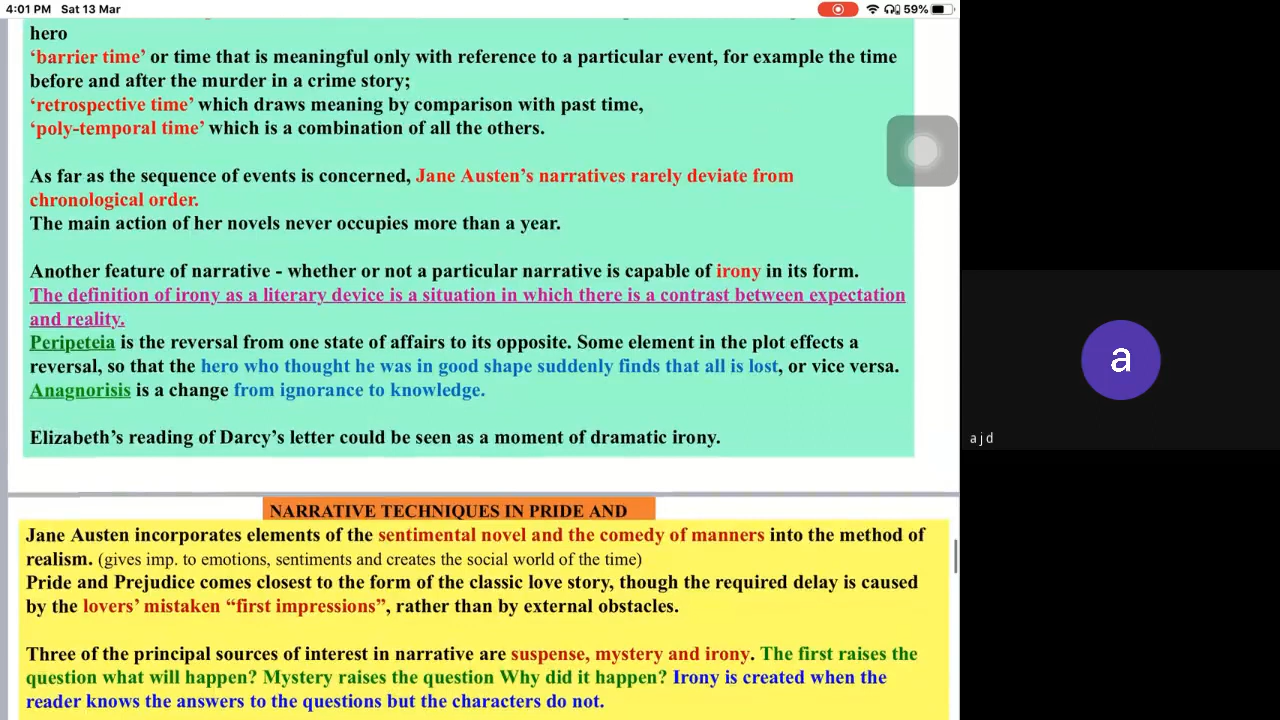 4:01 PM Sat 13 Mar
59%
hero
‘barrier time’ or time that is meaningful only with reference to a particular event, for example the time
before and after the murder in a crime story;
‘retrospective time’ which draws meaning by comparison with past time,
‘poly-temporal time’ which is a combination of all the others.
As far as the sequence of events is concerned, Jane Austen’s narratives rarely deviate from
chronological order.
The main action of her novels never occupies more than a year.
Another feature of narrative - whether or not a particular narrative is capable of irony in its form.
The definition of irony as a literary device is a situation in which there is a contrast between expectation
and reality.
Peripeteia is the reversal from one state of affairs to its opposite. Some element in the plot effects a
reversal, so that the hero who thought he was in good shape suddenly finds that all is lost, or vice versa.
Anagnorisis is a change from ignorance to knowledge.
Elizabeth’s reading of Darcy’s letter could be seen as a moment of dramatic irony.
NARRATIVE TECHNIQUES IN PRIDE AND
Jane Austen incorporates elements of the sentimental novel and the comedy of manners into the method of
realism. (gives imp. to emotions, sentiments and creates the social world of the time)
Pride and Prejudice comes closest to the form of the classic love story, though the required delay is caused
by the lovers’ mistaken “first impressions”, rather than by external obstacles.
Three of the principal sources of interest in narrative are suspense, mystery and irony. The first raises the
question what will happen? Mystery raises the question Why did it happen? Irony is created when the
reader knows the answers to the questions but the characters do not.
a
a j d